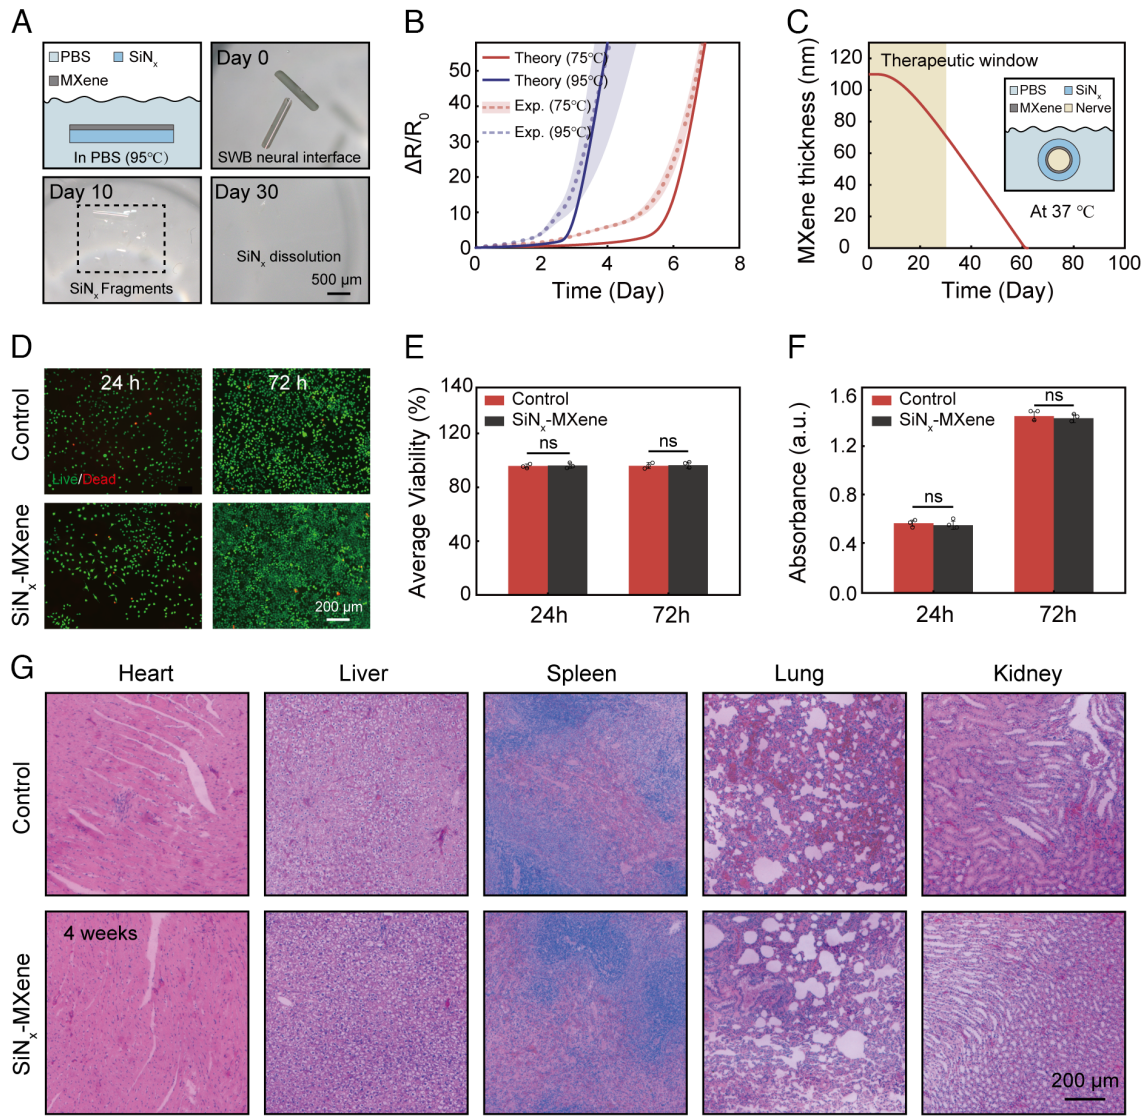 A
PBS SiNx
MXene
In PBS (95℃)
Day 0
SWB neural interface
Day 10
SiNx Fragments
Day 30
SiNx dissolution
500 μm
B
ΔR/R0
50
40
30
20
10
0
Theory (75℃)
Theory (95℃)
Exp. (75℃)
Exp. (95℃)
0 2 4 6 8
Time (Day)
C
MXene thickness (nm)
120
100
80
60
40
20
0
Therapeutic window
PBS SiNx
MXene Nerve
At 37 ℃
0 20 40 60 80 100
Time (Day)
D
24 h 72 h
Control
Live/Dead
SiNx-MXene
200 μm
E
Average Viability (%)
140
120
80
40
0
Control
SiNx-MXene
ns ns
24h 72h
F
Absorbance (a.u.)
1.6
1.2
0.8
0.4
0.0
Control
SiNx-MXene
ns
ns
24h 72h
G
Heart Liver Spleen Lung Kidney
Control
SiNx-MXene
4 weeks
200 μm